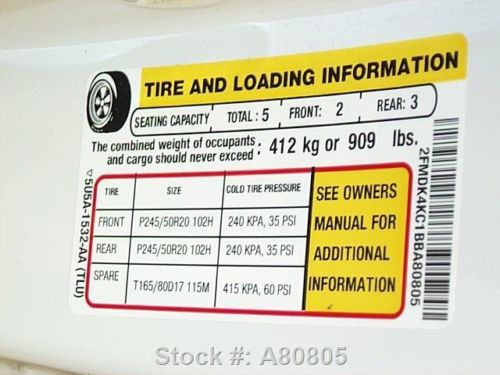 TIRE AND LOADING INFORMATION
SEATING CAPACITY TOTAL : 5 FRONT: 2 REAR: 3
The combined weight of occupants
and cargo should never exceed : 412 kg or 909 lbs.
TIRE SIZE COLD TIRE PRESSURE
FRONT P245/50R20 102H 240 KPA, 35 PSI
REAR P245/50R20 102H 240 KPA, 35 PSI
SPARE T165/80D17 115M 415 KPA, 60 PSI
SEE OWNERS
MANUAL FOR
ADDITIONAL
INFORMATION
5U5A-1532-AA (TLU)
2FMDK4KC1BBA80805
Stock #: A80805